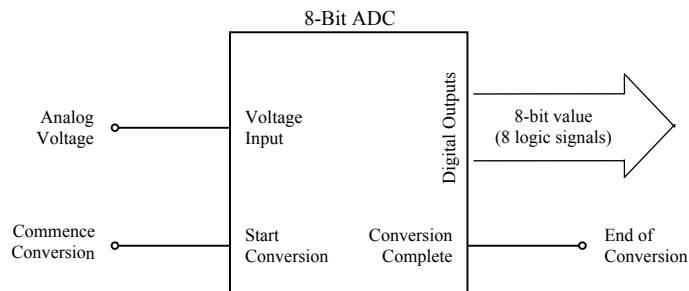 8-Bit ADC
Analog
Voltage
Voltage
Input
Digital Outputs
8-bit value
(8 logic signals)
Commence
Conversion
Start
Conversion
Conversion
Complete
End of
Conversion